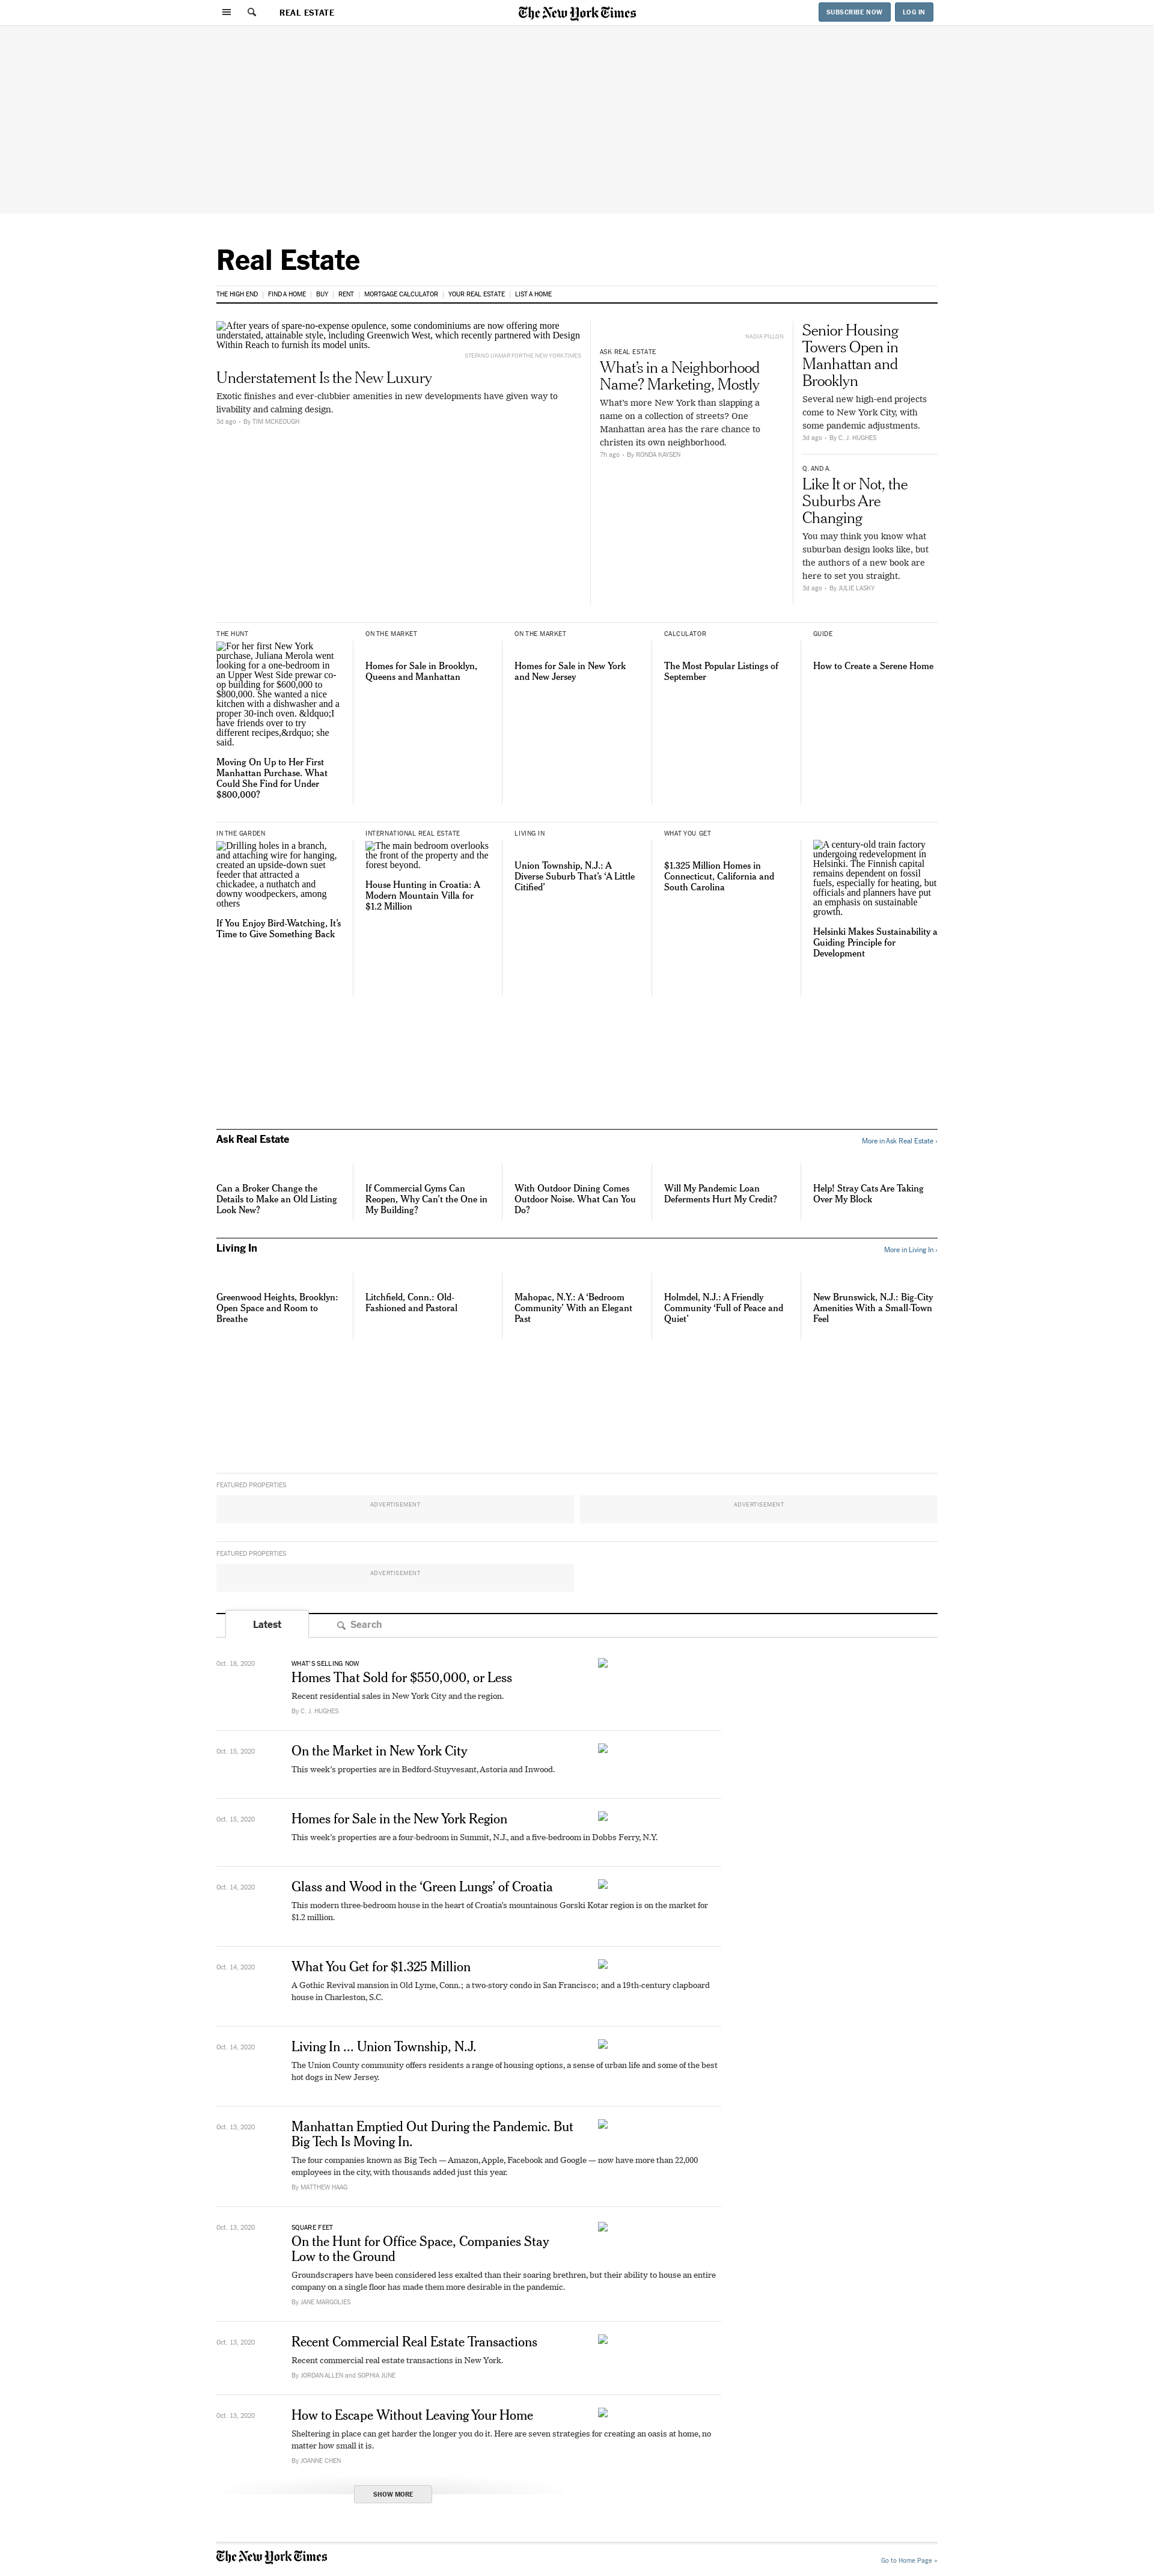 REAL ESTATE
The New York Times
SUBSCRIBE NOW
LOG IN
Real Estate
THE HIGH END | FIND A HOME | BUY | RENT | MORTGAGE CALCULATOR | YOUR REAL ESTATE | LIST A HOME
After years of spare-no-expense opulence, some condominiums are now offering more
understated, attainable style, including Greenwich West, which recently partnered with Design
Within Reach to furnish its model units.
STEFANO UKMAR FOR THE NEW YORK TIMES
Understatement Is the New Luxury
Exotic finishes and ever-clubbier amenities in new developments have given way to
livability and calming design.
3d ago • By TIM MCKEOUGH
NADIA PILLON
ASK REAL ESTATE
What’s in a Neighborhood
Name? Marketing, Mostly
What’s more New York than slapping a
name on a collection of streets? One
Manhattan area has the rare chance to
christen its own neighborhood.
7h ago • By RONDA KAYSEN
Senior Housing
Towers Open in
Manhattan and
Brooklyn
Several new high-end projects
come to New York City, with
some pandemic adjustments.
3d ago • By C. J. HUGHES
Q. AND A.
Like It or Not, the
Suburbs Are
Changing
You may think you know what
suburban design looks like, but
the authors of a new book are
here to set you straight.
3d ago • By JULIE LASKY
THE HUNT
For her first New York
purchase, Juliana Merola went
looking for a one-bedroom in
an Upper West Side prewar co-
op building for $600,000 to
$800,000. She wanted a nice
kitchen with a dishwasher and a
proper 30-inch oven. &ldquo;I
have friends over to try
different recipes,&rdquo; she
said.
Moving On Up to Her First
Manhattan Purchase. What
Could She Find for Under
$800,000?
ON THE MARKET
Homes for Sale in Brooklyn,
Queens and Manhattan
ON THE MARKET
Homes for Sale in New York
and New Jersey
CALCULATOR
The Most Popular Listings of
September
GUIDE
How to Create a Serene Home
IN THE GARDEN
Drilling holes in a branch,
and attaching wire for hanging,
created an upside-down suet
feeder that attracted a
chickadee, a nuthatch and
downy woodpeckers, among
others
If You Enjoy Bird-Watching, It’s
Time to Give Something Back
INTERNATIONAL REAL ESTATE
The main bedroom overlooks
the front of the property and the
forest beyond.
House Hunting in Croatia: A
Modern Mountain Villa for
$1.2 Million
LIVING IN
Union Township, N.J.: A
Diverse Suburb That’s ‘A Little
Citified’
WHAT YOU GET
$1.325 Million Homes in
Connecticut, California and
South Carolina
A century-old train factory
undergoing redevelopment in
Helsinki. The Finnish capital
remains dependent on fossil
fuels, especially for heating, but
officials and planners have put
an emphasis on sustainable
growth.
Helsinki Makes Sustainability a
Guiding Principle for
Development
Ask Real Estate
More in Ask Real Estate ›
Can a Broker Change the
Details to Make an Old Listing
Look New?
If Commercial Gyms Can
Reopen, Why Can’t the One in
My Building?
With Outdoor Dining Comes
Outdoor Noise. What Can You
Do?
Will My Pandemic Loan
Deferments Hurt My Credit?
Help! Stray Cats Are Taking
Over My Block
Living In
More in Living In ›
Greenwood Heights, Brooklyn:
Open Space and Room to
Breathe
Litchfield, Conn.: Old-
Fashioned and Pastoral
Mahopac, N.Y.: A ‘Bedroom
Community’ With an Elegant
Past
Holmdel, N.J.: A Friendly
Community ‘Full of Peace and
Quiet’
New Brunswick, N.J.: Big-City
Amenities With a Small-Town
Feel
FEATURED PROPERTIES
ADVERTISEMENT
ADVERTISEMENT
FEATURED PROPERTIES
ADVERTISEMENT
Latest
Search
Oct. 18, 2020
WHAT’S SELLING NOW
Homes That Sold for $550,000, or Less
Recent residential sales in New York City and the region.
By C. J. HUGHES
Oct. 15, 2020
On the Market in New York City
This week’s properties are in Bedford-Stuyvesant, Astoria and Inwood.
Oct. 15, 2020
Homes for Sale in the New York Region
This week’s properties are a four-bedroom in Summit, N.J., and a five-bedroom in Dobbs Ferry, N.Y.
Oct. 14, 2020
Glass and Wood in the ‘Green Lungs’ of Croatia
This modern three-bedroom house in the heart of Croatia’s mountainous Gorski Kotar region is on the market for
$1.2 million.
Oct. 14, 2020
What You Get for $1.325 Million
A Gothic Revival mansion in Old Lyme, Conn.; a two-story condo in San Francisco; and a 19th-century clapboard
house in Charleston, S.C.
Oct. 14, 2020
Living In ... Union Township, N.J.
The Union County community offers residents a range of housing options, a sense of urban life and some of the best
hot dogs in New Jersey.
Oct. 13, 2020
Manhattan Emptied Out During the Pandemic. But
Big Tech Is Moving In.
The four companies known as Big Tech — Amazon, Apple, Facebook and Google — now have more than 22,000
employees in the city, with thousands added just this year.
By MATTHEW HAAG
Oct. 13, 2020
SQUARE FEET
On the Hunt for Office Space, Companies Stay
Low to the Ground
Groundscrapers have been considered less exalted than their soaring brethren, but their ability to house an entire
company on a single floor has made them more desirable in the pandemic.
By JANE MARGOLIES
Oct. 13, 2020
Recent Commercial Real Estate Transactions
Recent commercial real estate transactions in New York.
By JORDAN ALLEN and SOPHIA JUNE
Oct. 13, 2020
How to Escape Without Leaving Your Home
Sheltering in place can get harder the longer you do it. Here are seven strategies for creating an oasis at home, no
matter how small it is.
By JOANNE CHEN
SHOW MORE
The New York Times
Go to Home Page »